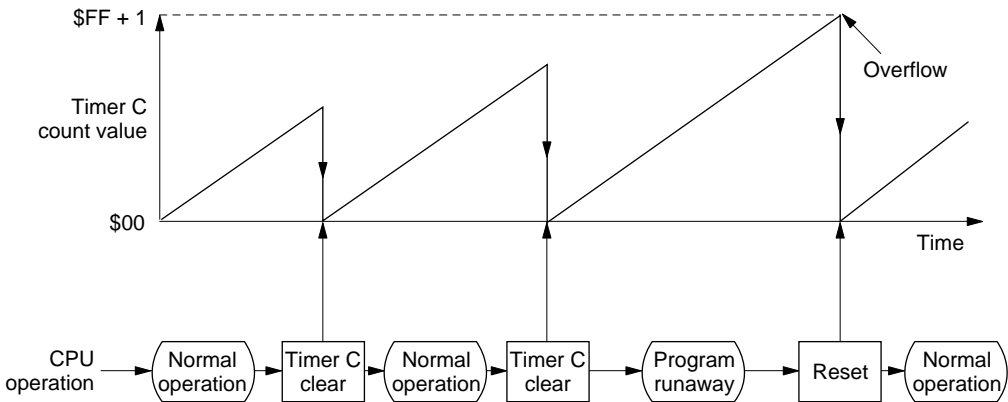 $FF + 1
Overflow
Timer C
count value
$00
Time
CPU
operation
Normal
operation
Timer C
clear
Normal
operation
Timer C
clear
Program
runaway
Reset
Normal
operation